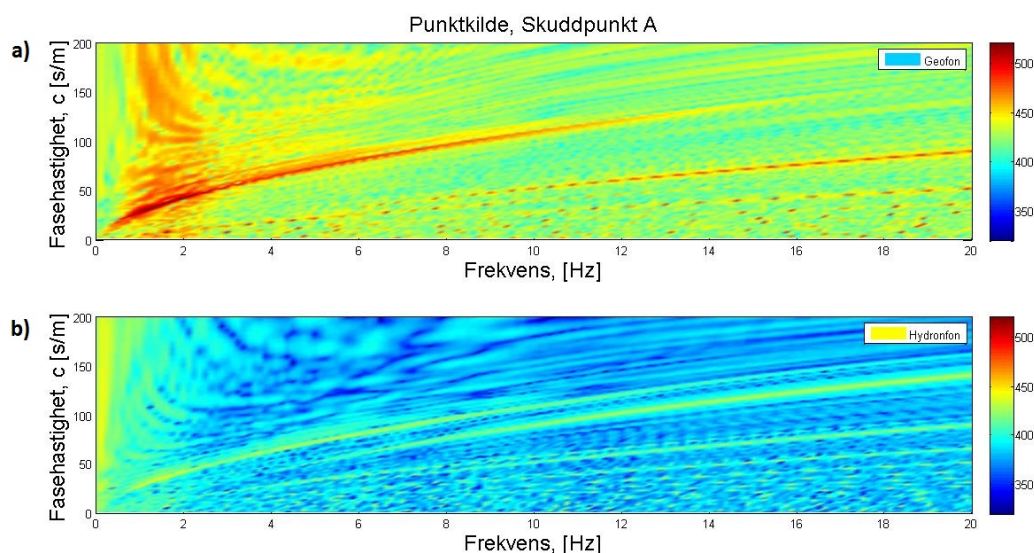 Punktkilde, Skuddpunkt A
a)
Fasehastighet, c [s/m]
200
150
100
50
0
0 2 4 6 8 10 12 14 16 18 20
Frekvens, [Hz]
Geofon
500
450
400
350
b)
Fasehastighet, c [s/m]
200
150
100
50
0
0 2 4 6 8 10 12 14 16 18 20
Frekvens, [Hz]
Hydronfon
500
450
400
350